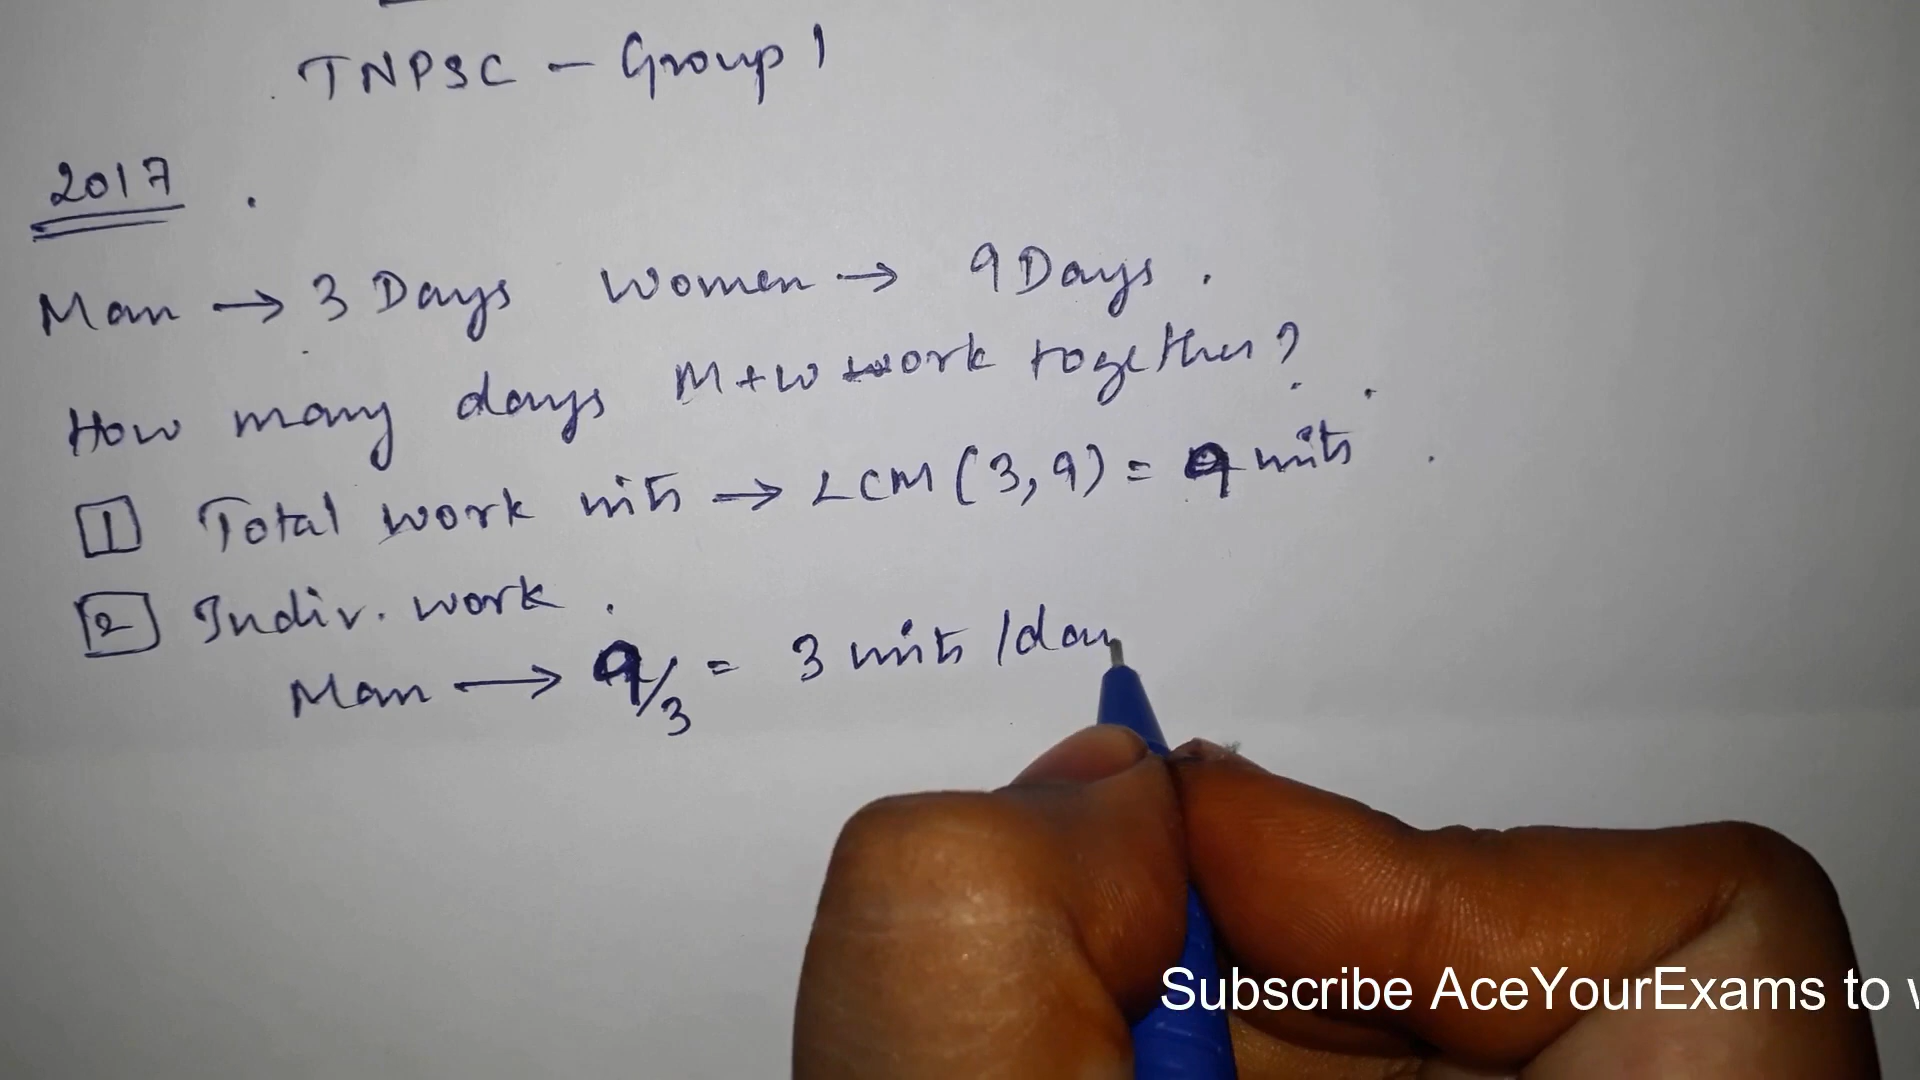 TNPSC - Group 1
2017
Man → 3 Days Women → 9 Days.
How many days M+W work together?
1 Total work units → LCM (3,9) = 9 units
2 Indiv. work.
Man → 9/3 = 3 units /day
Subscribe AceYourExams to